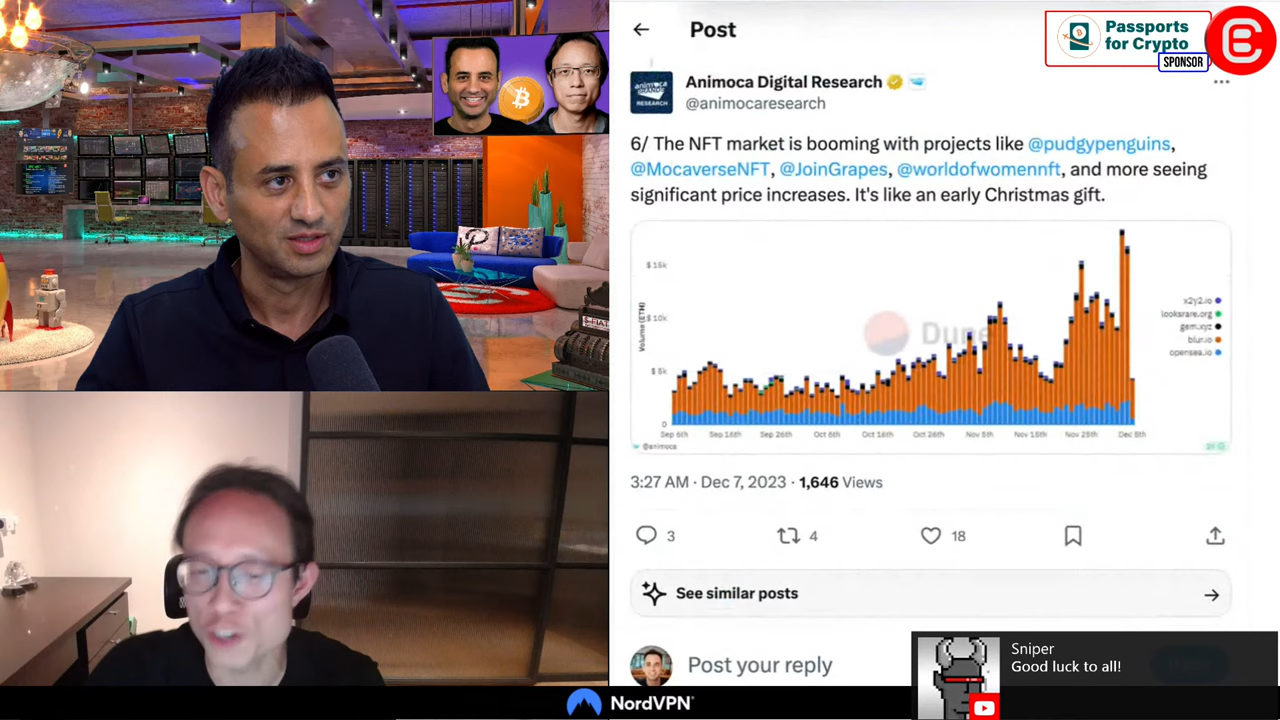 Post
Passports
for Crypto
SPONSOR
Animoca Digital Research
@animocaresearch
animoca
BRANDS
RESEARCH
6/ The NFT market is booming with projects like @pudgypenguins,
@MocaverseNFT, @JoinGrapes, @worldofwomennft, and more seeing
significant price increases. It's like an early Christmas gift.
Volume (ETH)
$ 15k
$ 10k
$ 5k
0
Dune
x2y2.io
looksrare.org
gem.xyz
blur.io
opensea.io
Sep 6th
Sep 16th
Sep 26th
Oct 6th
Oct 16th
Oct 26th
Nov 5th
Nov 15th
Nov 25th
Dec 5th
@animoca
3:27 AM · Dec 7, 2023 · 1,646 Views
3
4
18
See similar posts
Post your reply
Sniper
Good luck to all!
NordVPN